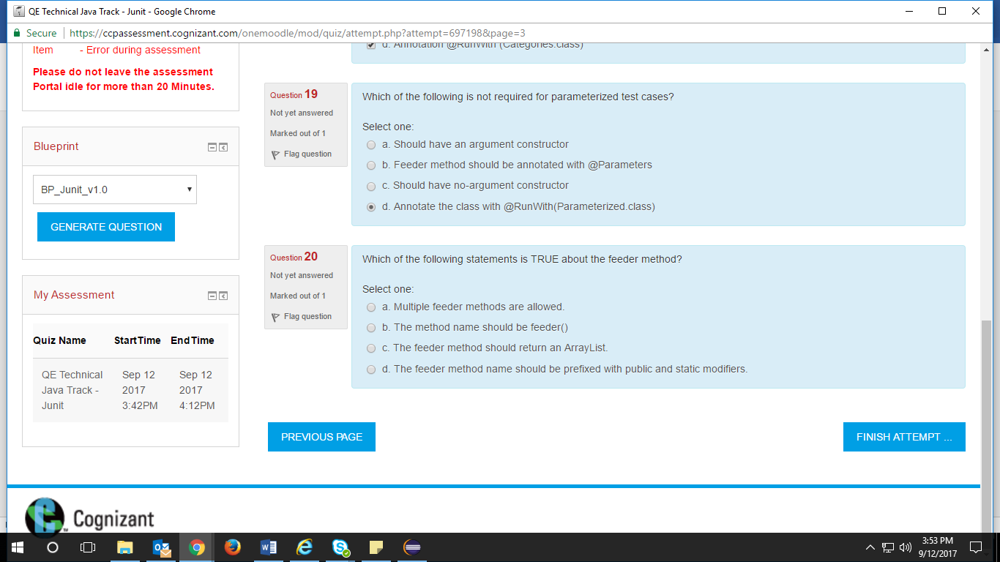 QE Technical Java Track - Junit - Google Chrome
Secure https://ccpassessment.cognizant.com/onemoodle/mod/quiz/attempt.php?attempt=697198&page=3
Item - Error during assessment
Please do not leave the assessment
Portal idle for more than 20 Minutes.
Blueprint
BP_Junit_v1.0
GENERATE QUESTION
My Assessment
Quiz Name StartTime EndTime
QE Technical Sep 12 Sep 12
Java Track - 2017 2017
Junit 3:42PM 4:12PM
d. Annotation @RunWith (Categories.class)
Question 19
Not yet answered
Marked out of 1
Flag question
Which of the following is not required for parameterized test cases?
Select one:
a. Should have an argument constructor
b. Feeder method should be annotated with @Parameters
c. Should have no-argument constructor
d. Annotate the class with @RunWith(Parameterized.class)
Question 20
Not yet answered
Marked out of 1
Flag question
Which of the following statements is TRUE about the feeder method?
Select one:
a. Multiple feeder methods are allowed.
b. The method name should be feeder()
c. The feeder method should return an ArrayList.
d. The feeder method name should be prefixed with public and static modifiers.
PREVIOUS PAGE
FINISH ATTEMPT ...
Cognizant
3:53 PM
9/12/2017